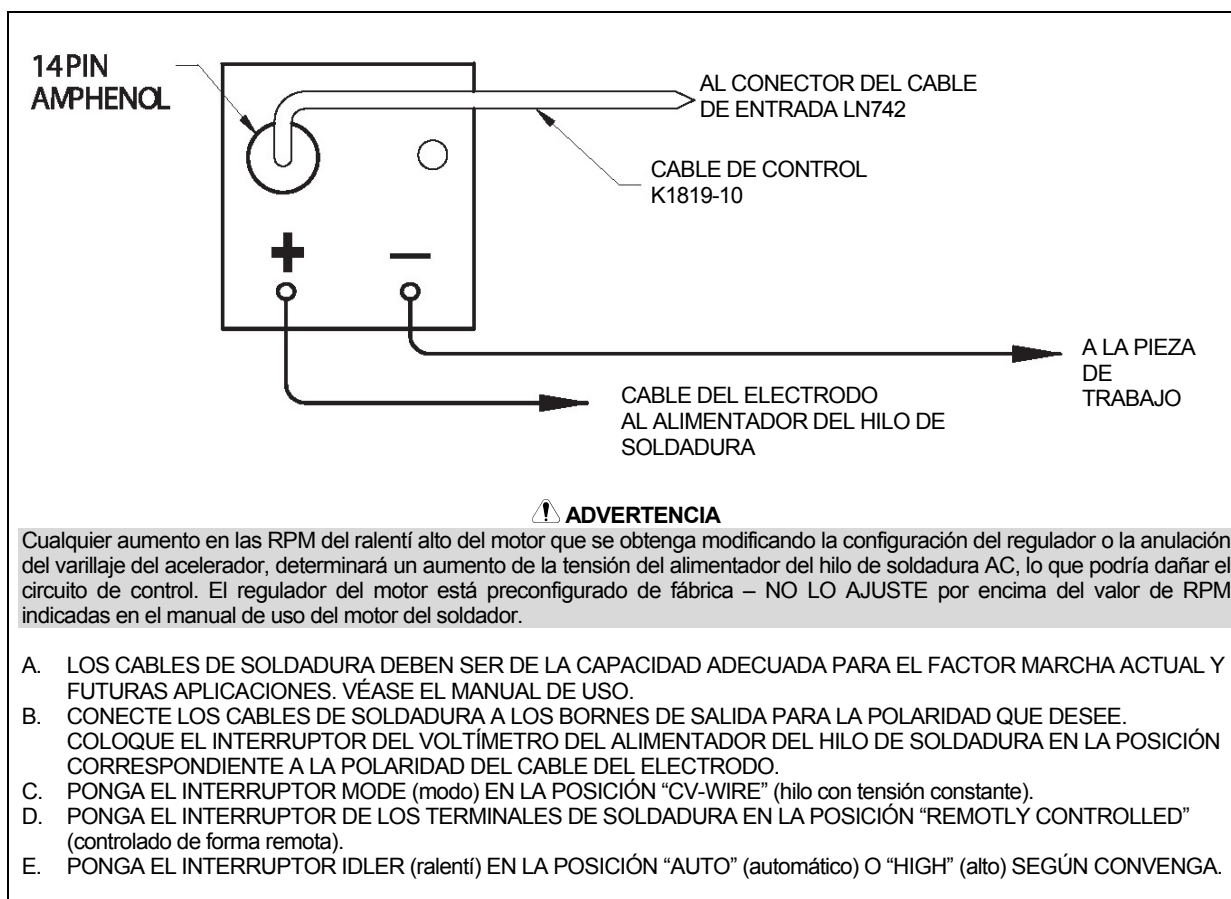 14 PIN
AMPHENOL
AL CONECTOR DEL CABLE
DE ENTRADA LN742
CABLE DE CONTROL
K1819-10
+
—
A LA PIEZA
DE
TRABAJO
CABLE DEL ELECTRODO
AL ALIMENTADOR DEL HILO DE
SOLDADURA
ADVERTENCIA
Cualquier aumento en las RPM del ralentí alto del motor que se obtenga modificando la configuración del regulador o la anulación
del varillaje del acelerador, determinará un aumento de la tensión del alimentador del hilo de soldadura AC, lo que podría dañar el
circuito de control. El regulador del motor está preconfigurado de fábrica – NO LO AJUSTE por encima del valor de RPM
indicadas en el manual de uso del motor del soldador.
A. LOS CABLES DE SOLDADURA DEBEN SER DE LA CAPACIDAD ADECUADA PARA EL FACTOR MARCHA ACTUAL Y
FUTURAS APLICACIONES. VÉASE EL MANUAL DE USO.
B. CONECTE LOS CABLES DE SOLDADURA A LOS BORNES DE SALIDA PARA LA POLARIDAD QUE DESEE.
COLOQUE EL INTERRUPTOR DEL VOLTÍMETRO DEL ALIMENTADOR DEL HILO DE SOLDADURA EN LA POSICIÓN
CORRESPONDIENTE A LA POLARIDAD DEL CABLE DEL ELECTRODO.
C. PONGA EL INTERRUPTOR MODE (modo) EN LA POSICIÓN “CV-WIRE” (hilo con tensión constante).
D. PONGA EL INTERRUPTOR DE LOS TERMINALES DE SOLDADURA EN LA POSICIÓN “REMOTLY CONTROLLED”
(controlado de forma remota).
E. PONGA EL INTERRUPTOR IDLER (ralentí) EN LA POSICIÓN “AUTO” (automático) O “HIGH” (alto) SEGÚN CONVENGA.